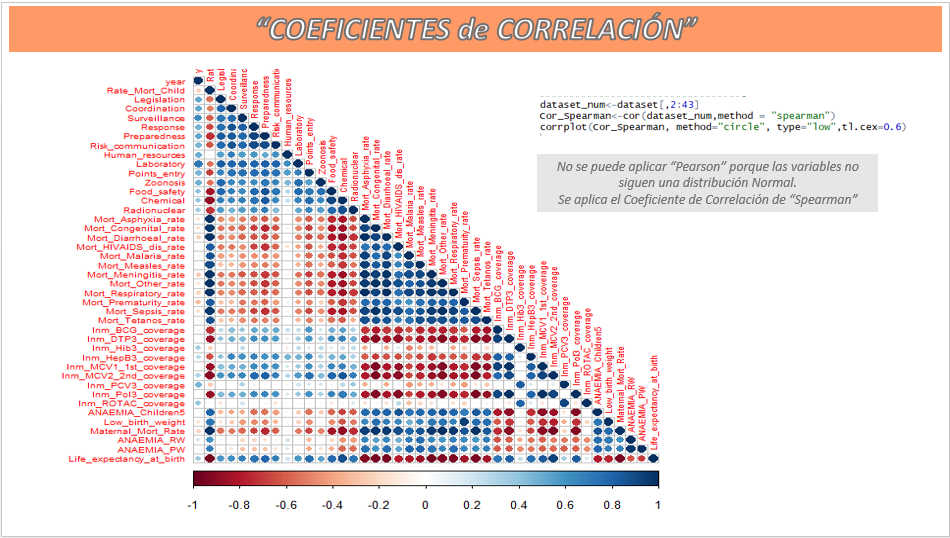 “COEFICIENTES de CORRELACIÓN”
dataset_num<-dataset[,2:43]
Cor_Spearman<-cor(dataset_num,method = "spearman")
corrplot(Cor_Spearman, method="circle", type="low",tl.cex=0.6)
No se puede aplicar “Pearson” porque las variables no
siguen una distribución Normal.
Se aplica el Coeficiente de Correlación de “Spearman”
y
Rat
Legisl
Coordina
Surveillanc
Response
Preparedness
Risk_communicati
Human_resources
Laboratory
Points_entry
Zoonosis
Food_safety
Chemical
Radionuclear
Mort_Asphyxia_rate
Mort_Congenital_rate
Mort_Diarrhoeal_rate
Mort_HIVAIDS_dis_rate
Mort_Malaria_rate
Mort_Measles_rate
Mort_Meningitis_rate
Mort_Other_rate
Mort_Respiratory_rate
Mort_Prematurity_rate
Mort_Sepsis_rate
Mort_Tetanos_rate
Inm_BCG_coverage
Inm_DTP3_coverage
Inm_Hib3_coverage
Inm_HepB3_coverage
Inm_MCV1_1st_coverage
Inm_MCV2_2nd_coverage
Inm_PCV3_coverage
Inm_Pol3_coverage
Inm_ROTAC_coverage
ANAEMIA_Children5
Low_birth_weight
Maternal_Mort_Rate
ANAEMIA_RW
ANAEMIA_PW
Life_expectancy_at_birth
year
Rate_Mort_Child
Legislation
Coordination
Surveillance
Response
Preparedness
Risk_communication
Human_resources
Laboratory
Points_entry
Zoonosis
Food_safety
Chemical
Radionuclear
Mort_Asphyxia_rate
Mort_Congenital_rate
Mort_Diarrhoeal_rate
Mort_HIVAIDS_dis_rate
Mort_Malaria_rate
Mort_Measles_rate
Mort_Meningitis_rate
Mort_Other_rate
Mort_Respiratory_rate
Mort_Prematurity_rate
Mort_Sepsis_rate
Mort_Tetanos_rate
Inm_BCG_coverage
Inm_DTP3_coverage
Inm_Hib3_coverage
Inm_HepB3_coverage
Inm_MCV1_1st_coverage
Inm_MCV2_2nd_coverage
Inm_PCV3_coverage
Inm_Pol3_coverage
Inm_ROTAC_coverage
ANAEMIA_Children5
Low_birth_weight
Maternal_Mort_Rate
ANAEMIA_RW
ANAEMIA_PW
Life_expectancy_at_birth
-1 -0.8 -0.6 -0.4 -0.2 0 0.2 0.4 0.6 0.8 1